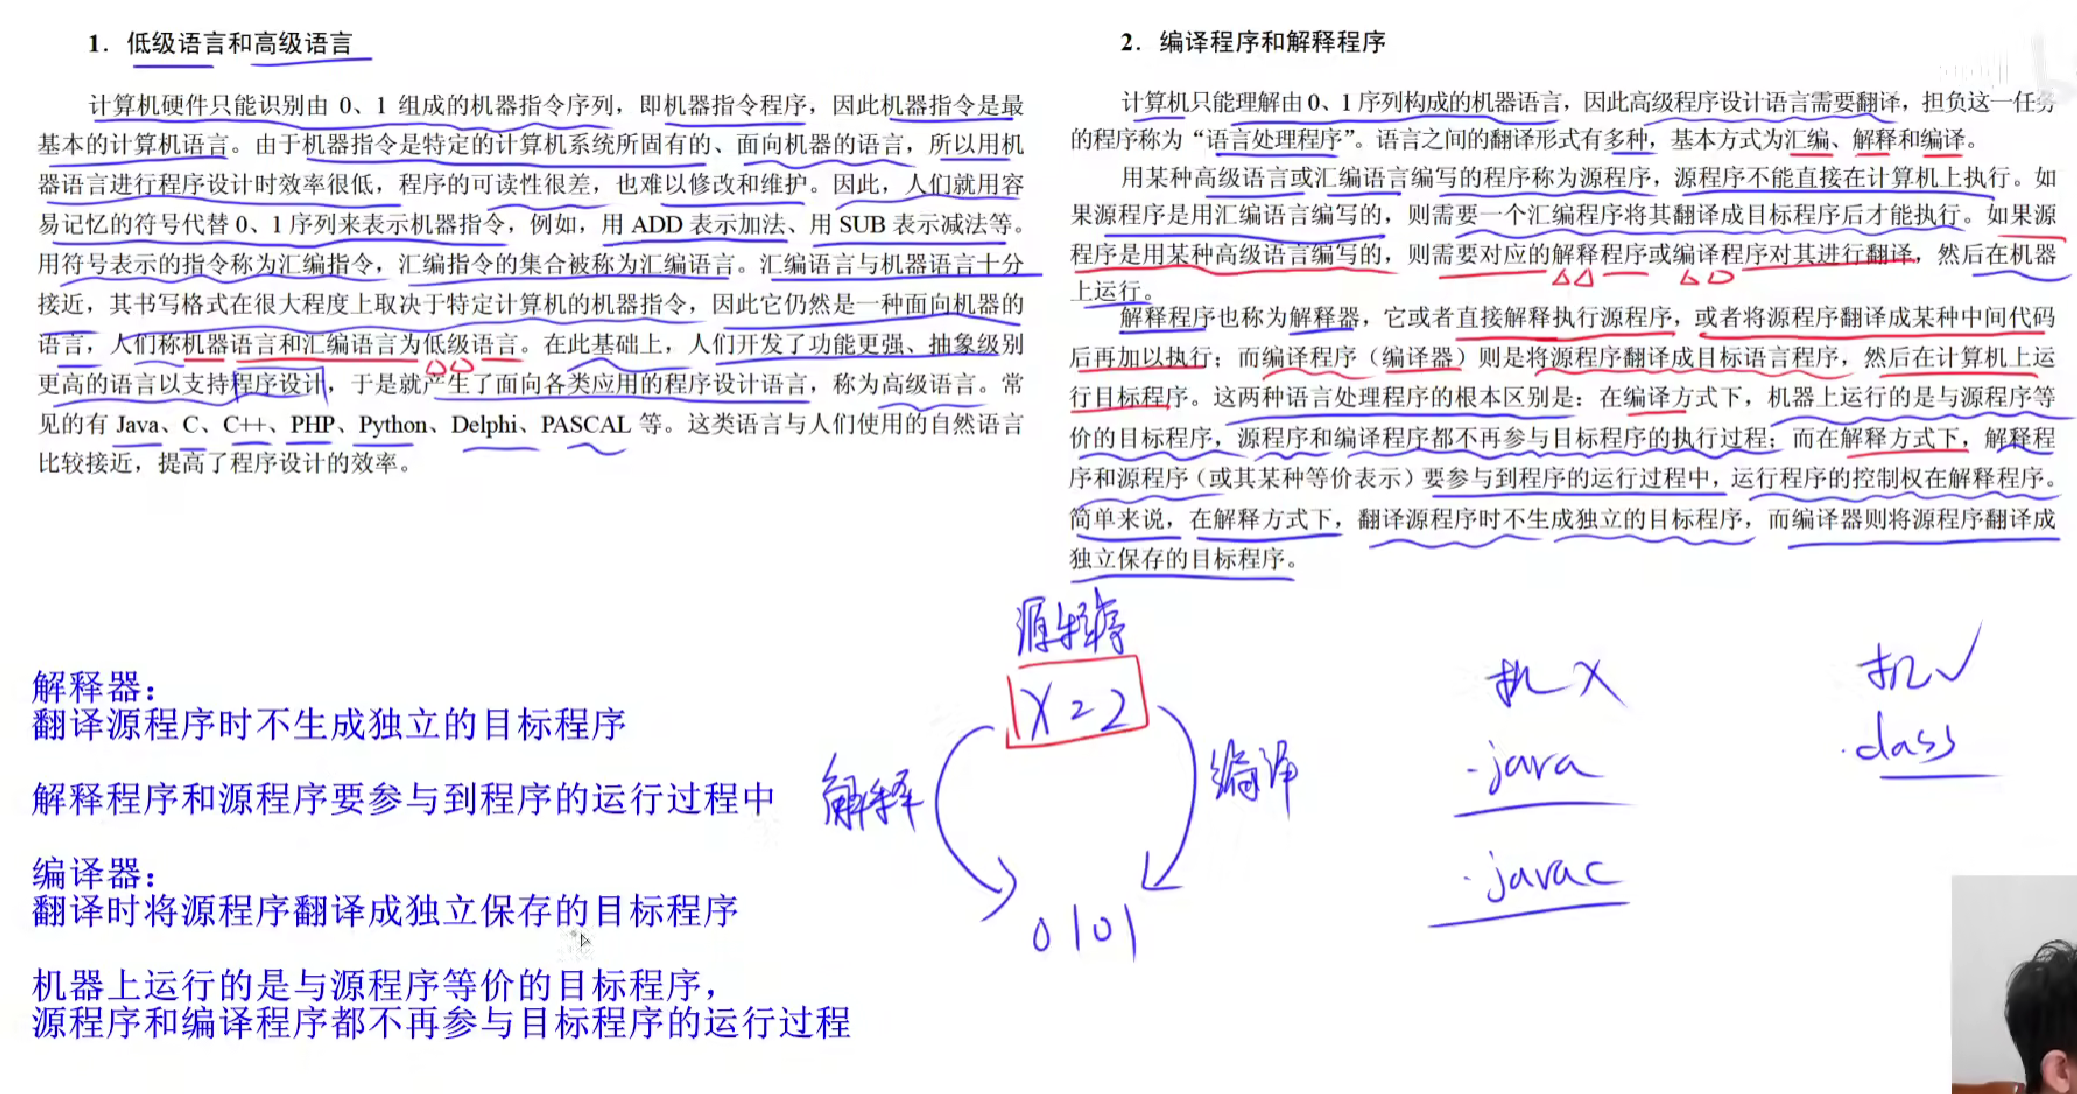 1. 低级语言和高级语言
计算机硬件只能识别由 0、1 组成的机器指令序列，即机器指令程序，因此机器指令是最
基本的计算机语言。由于机器指令是特定的计算机系统所固有的、面向机器的语言，所以用机
器语言进行程序设计时效率很低，程序的可读性很差，也难以修改和维护。因此，人们就用容
易记忆的符号代替 0、1 序列来表示机器指令，例如，用 ADD 表示加法、用 SUB 表示减法等。
用符号表示的指令称为汇编指令，汇编指令的集合被称为汇编语言。汇编语言与机器语言十分
接近，其书写格式在很大程度上取决于特定计算机的机器指令，因此它仍然是一种面向机器的
语言，人们称机器语言和汇编语言为低级语言。在此基础上，人们开发了功能更强、抽象级别
更高的语言以支持程序设计，于是就产生了面向各类应用的程序设计语言，称为高级语言。常
见的有 Java、C、C++、PHP、Python、Delphi、PASCAL 等。这类语言与人们使用的自然语言
比较接近，提高了程序设计的效率。
2. 编译程序和解释程序
计算机只能理解由 0、1 序列构成的机器语言，因此高级程序设计语言需要翻译，担负这一任务
的程序称为“语言处理程序”。语言之间的翻译形式有多种，基本方式为汇编、解释和编译。
用某种高级语言或汇编语言编写的程序称为源程序，源程序不能直接在计算机上执行。如
果源程序是用汇编语言编写的，则需要一个汇编程序将其翻译成目标程序后才能执行。如果源
程序是用某种高级语言编写的，则需要对应的解释程序或编译程序对其进行翻译，然后在机器
上运行。
解释程序也称为解释器，它或者直接解释执行源程序，或者将源程序翻译成某种中间代码
后再加以执行；而编译程序（编译器）则是将源程序翻译成目标语言程序，然后在计算机上运
行目标程序。这两种语言处理程序的根本区别是：在编译方式下，机器上运行的是与源程序等
价的目标程序，源程序和编译程序都不再参与目标程序的执行过程；而在解释方式下，解释程
序和源程序（或其某种等价表示）要参与到程序的运行过程中，运行程序的控制权在解释程序。
简单来说，在解释方式下，翻译源程序时不生成独立的目标程序，而编译器则将源程序翻译成
独立保存的目标程序。
解释器：
翻译源程序时不生成独立的目标程序
解释程序和源程序要参与到程序的运行过程中
编译器：
翻译时将源程序翻译成独立保存的目标程序
机器上运行的是与源程序等价的目标程序，
源程序和编译程序都不再参与目标程序的运行过程
源程序
X = 2
解释
编译
0101
机 X
.java
.javac
机 ✓
.class